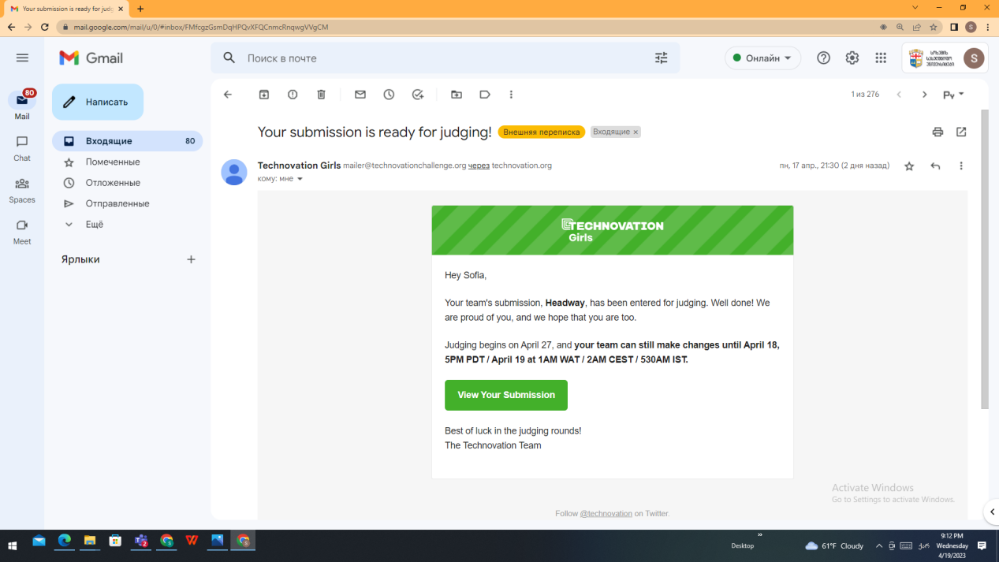 Your submission is ready for judg
mail.google.com/mail/u/0/#inbox/FMfcgzGsmDqHPQvXFQCnmcRnqwgVVgCM
S
Gmail
Поиск в почте
Онлайн
სოხუმის
სახელმწიფო
უნივერსიტეტი
S
80
Mail
Chat
Spaces
Meet
Написать
Входящие 80
Помеченные
Отложенные
Отправленные
Ещё
Ярлыки
1 из 276
Ру
Your submission is ready for judging! Внешняя переписка Входящие ×
Technovation Girls mailer@technovationchallenge.org через technovation.org
пн, 17 апр., 21:30 (2 дня назад)
кому: мне
TECHNOVATION
Girls
Hey Sofia,
Your team's submission, Headway, has been entered for judging. Well done! We
are proud of you, and we hope that you are too.
Judging begins on April 27, and your team can still make changes until April 18,
5PM PDT / April 19 at 1AM WAT / 2AM CEST / 530AM IST.
View Your Submission
Best of luck in the judging rounds!
The Technovation Team
Follow @technovation on Twitter.
Activate Windows
Go to Settings to activate Windows.
Desktop
61°F Cloudy
9:12 PM
Wednesday
4/19/2023